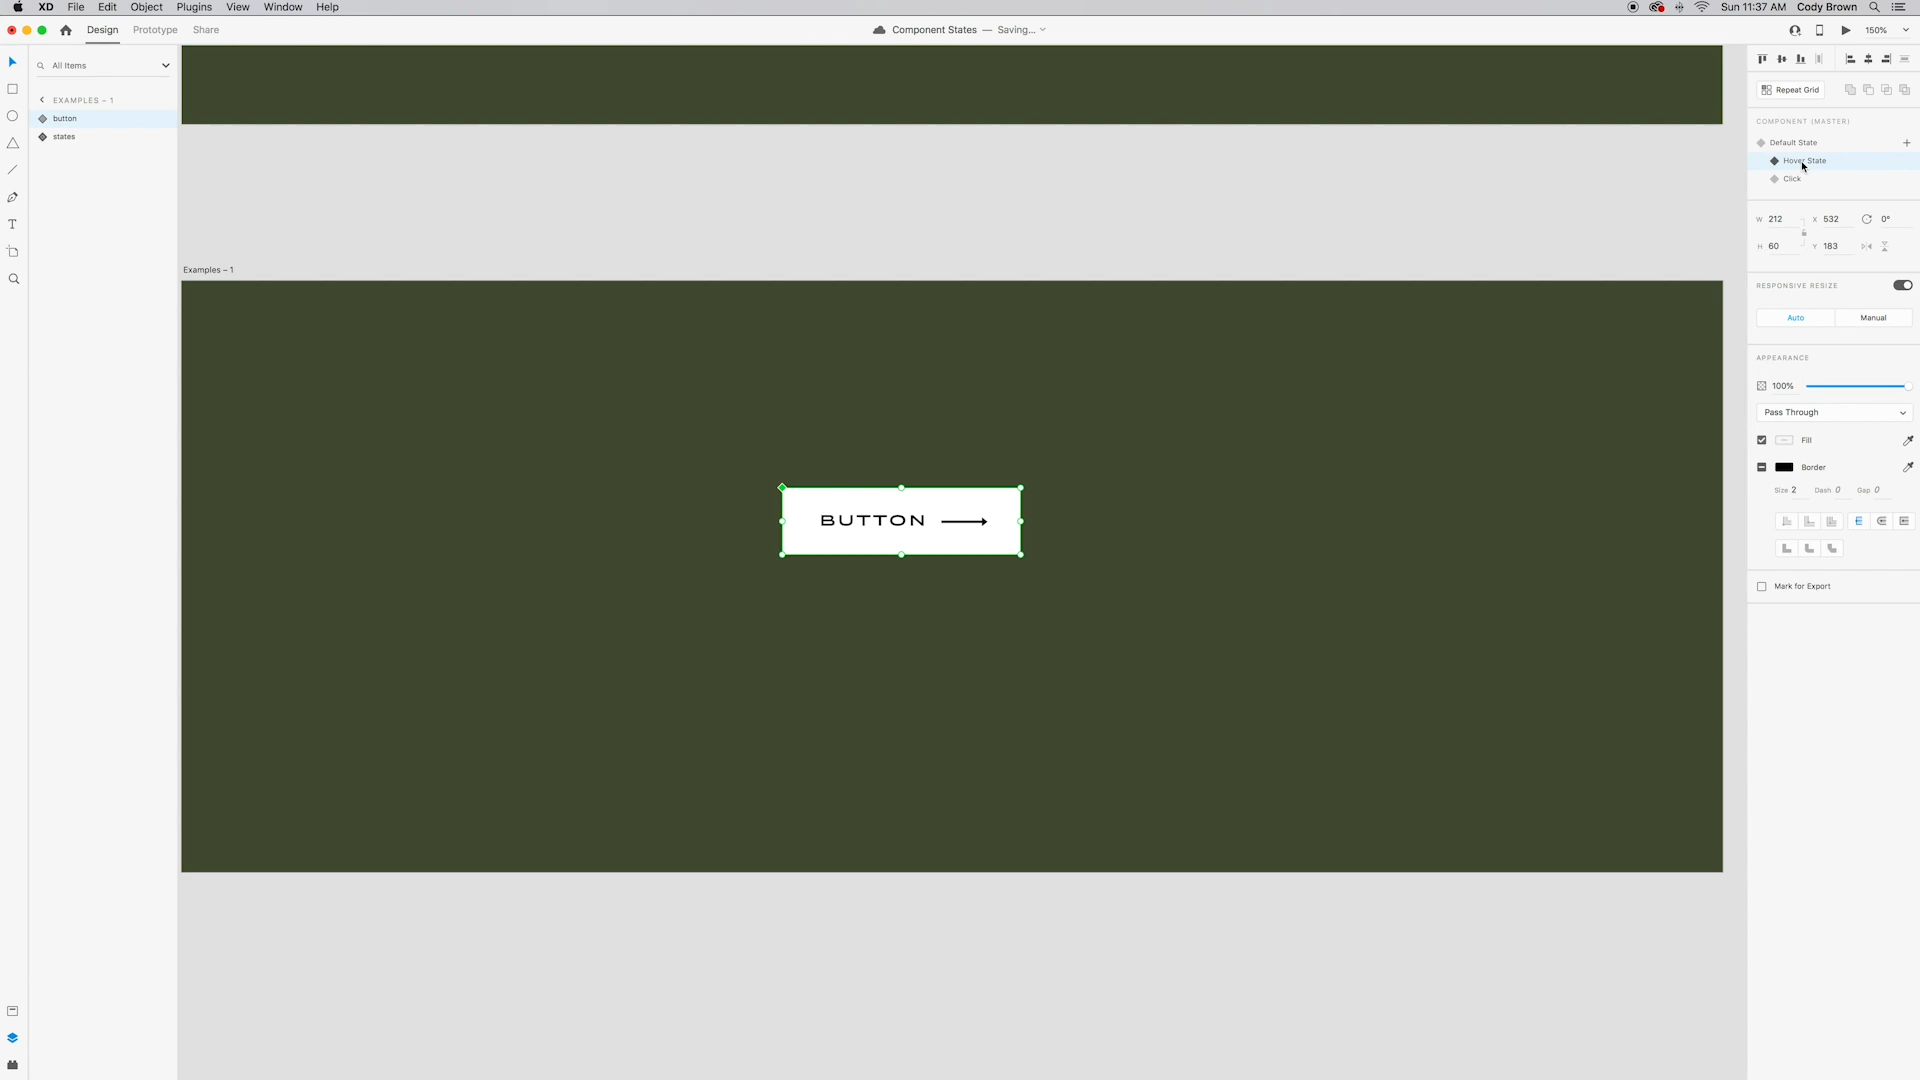 XD File Edit Object Plugins View Window Help Sun 11:37 AM Cody Brown
Design Prototype Share Component States — Saving... 150%
All Items
EXAMPLES – 1
button
states
Examples – 1
BUTTON
Repeat Grid
COMPONENT (MASTER)
Default State
Hover State
Click
W 212 X 532 0°
H 60 Y 183
RESPONSIVE RESIZE
Auto Manual
APPEARANCE
100%
Pass Through
Fill
Border
Size 2 Dash 0 Gap 0
Mark for Export